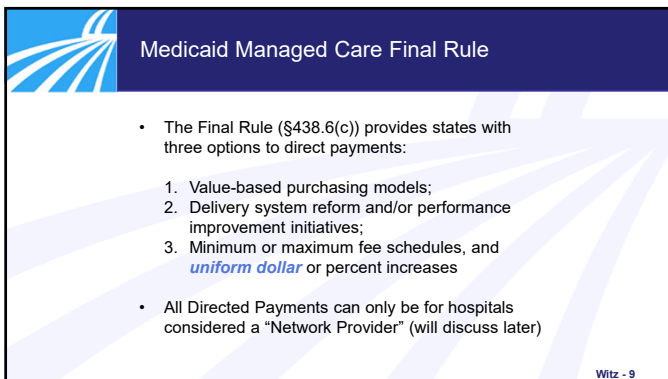 Medicaid Managed Care Final Rule
• The Final Rule (§438.6(c)) provides states with
three options to direct payments:
1. Value-based purchasing models;
2. Delivery system reform and/or performance
improvement initiatives;
3. Minimum or maximum fee schedules, and
uniform dollar or percent increases
• All Directed Payments can only be for hospitals
considered a “Network Provider” (will discuss later)
Witz - 9